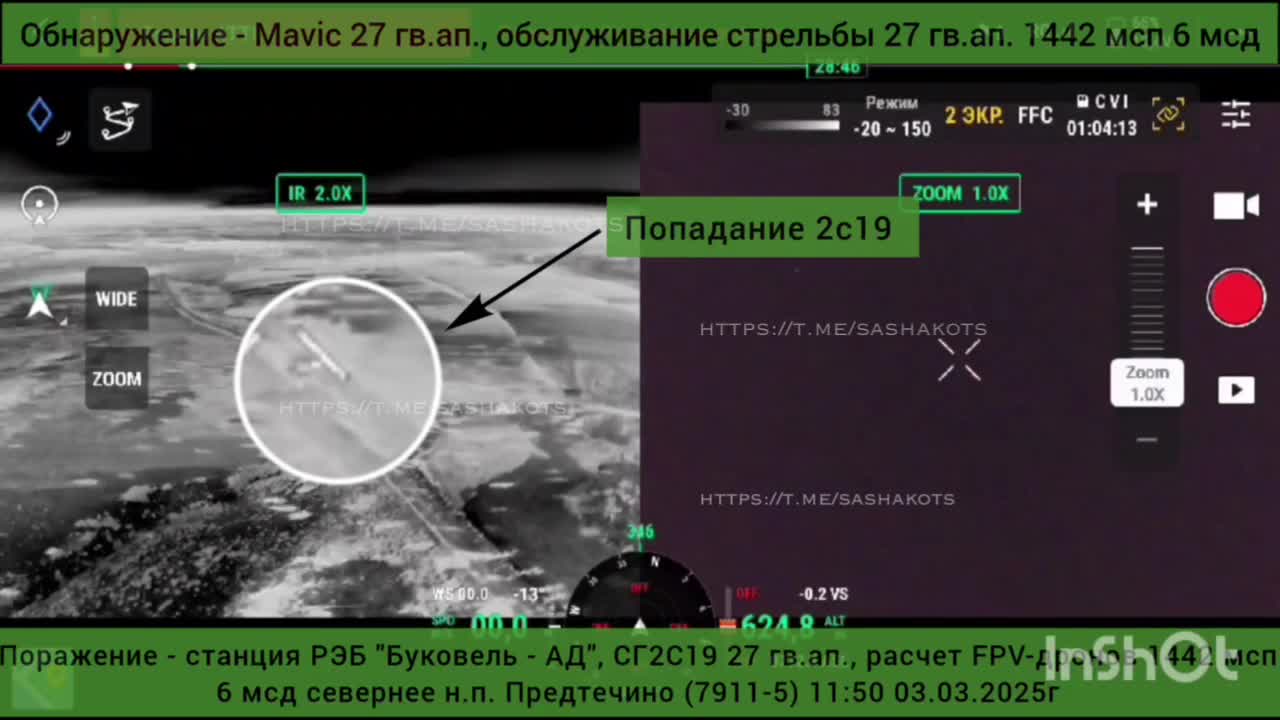 Обнаружение - Mavic 27 гв.ап., обслуживание стрельбы 27 гв.ап. 1442 мсп 6 мсд
28:46
-30 83
Режим
-20 ~ 150
2 ЭКР.
FFC
CVI
01:04:13
IR 2.0X
ZOOM 1.0X
HTTPS://T.ME/SASHAKOTS
Попадание 2с19
WIDE
HTTPS://T.ME/SASHAKOTS
Zoom
1.0X
ZOOM
HTTPS://T.ME/SASHAKOTS
HTTPS://T.ME/SASHAKOTS
346
N
W
OFF
WS 00.0 -13°
OFF -0.2 VS
SPD 00,0
624,8 ALT
Поражение - станция РЭБ "Буковель - АД", СГ2С19 27 гв.ап., расчет FPV-дронов 1442 мсп
6 мсд севернее н.п. Предтечино (7911-5) 11:50 03.03.2025г
InShOt